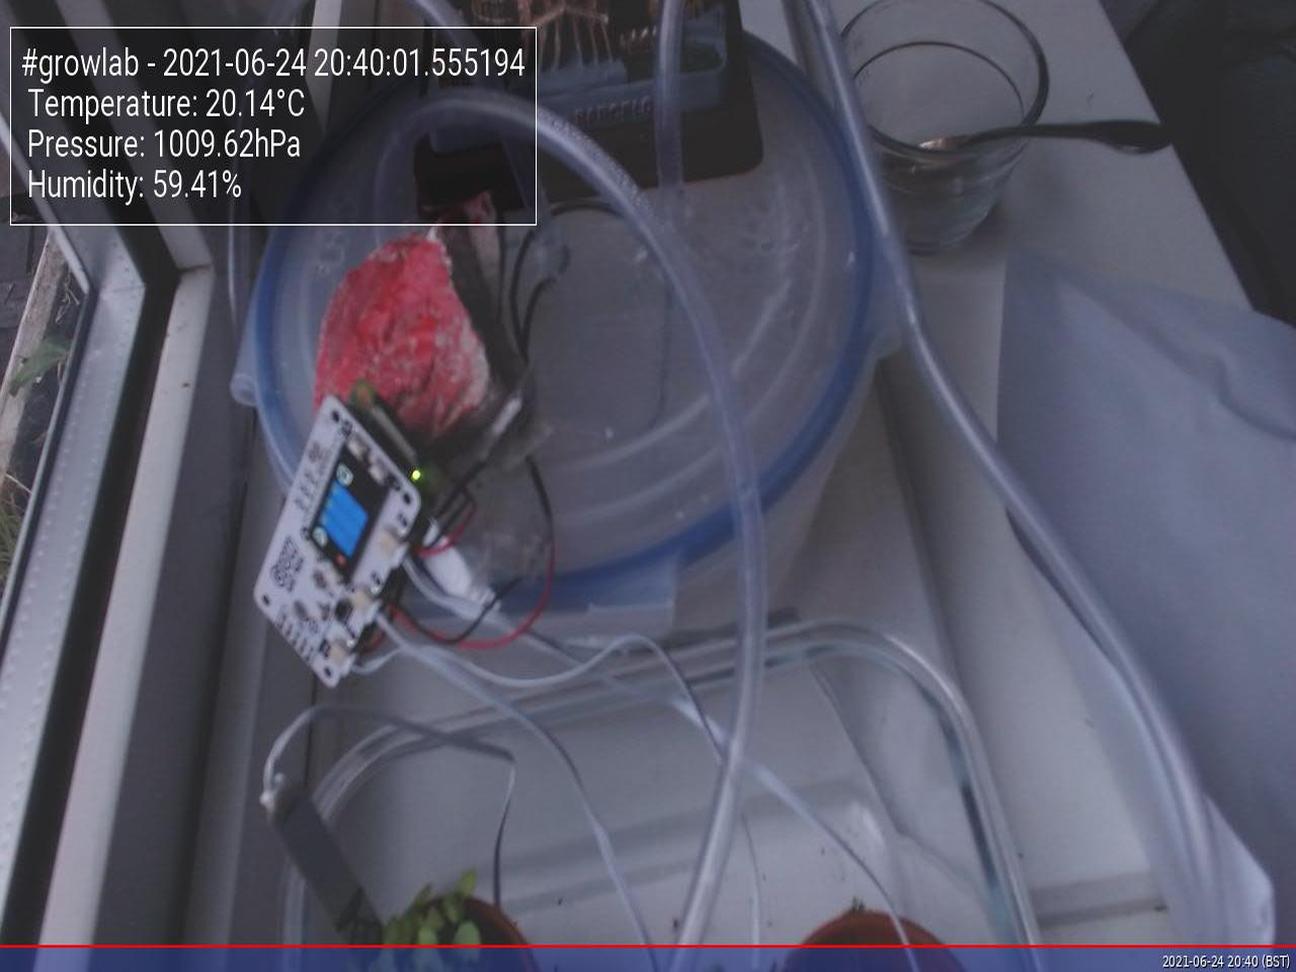 #growlab - 2021-06-24 20:40:01.555194
Temperature: 20.14°C
Pressure: 1009.62hPa
Humidity: 59.41%
2021-06-24 20:40 (BST)